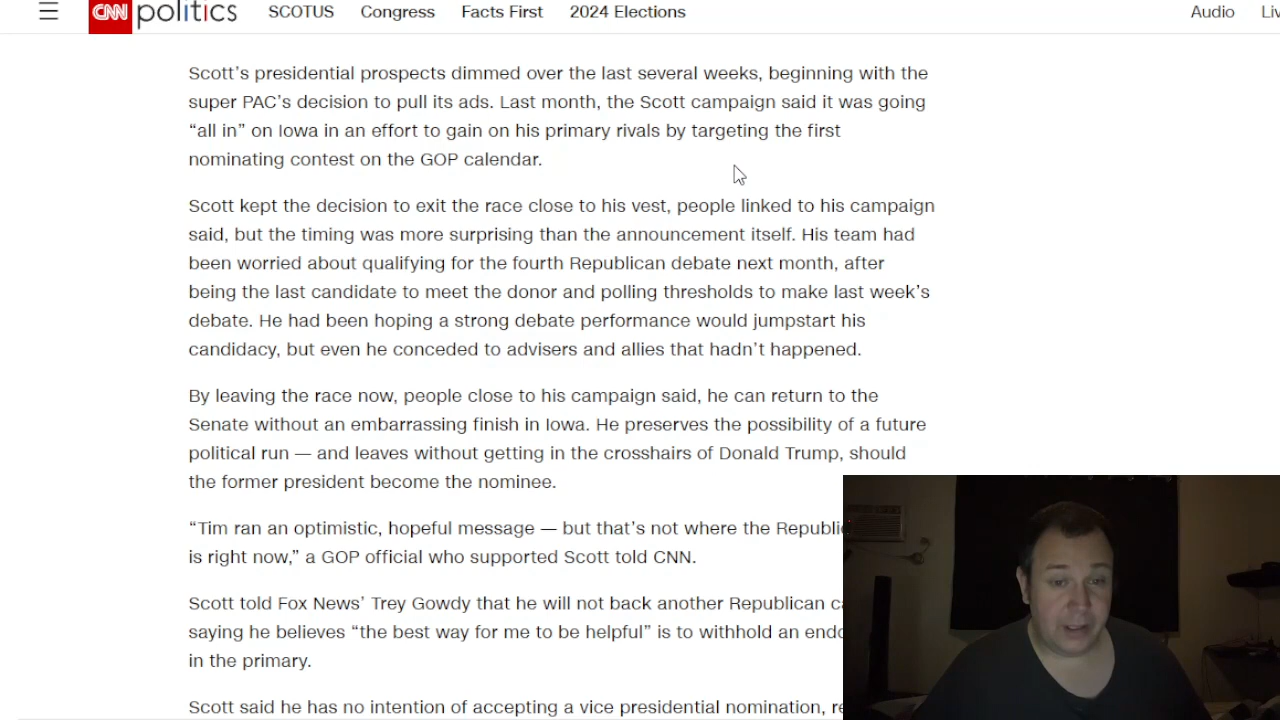 CNN politics SCOTUS Congress Facts First 2024 Elections Audio
Scott's presidential prospects dimmed over the last several weeks, beginning with the
super PAC's decision to pull its ads. Last month, the Scott campaign said it was going
“all in” on Iowa in an effort to gain on his primary rivals by targeting the first
nominating contest on the GOP calendar.
Scott kept the decision to exit the race close to his vest, people linked to his campaign
said, but the timing was more surprising than the announcement itself. His team had
been worried about qualifying for the fourth Republican debate next month, after
being the last candidate to meet the donor and polling thresholds to make last week's
debate. He had been hoping a strong debate performance would jumpstart his
candidacy, but even he conceded to advisers and allies that hadn't happened.
By leaving the race now, people close to his campaign said, he can return to the
Senate without an embarrassing finish in Iowa. He preserves the possibility of a future
political run — and leaves without getting in the crosshairs of Donald Trump, should
the former president become the nominee.
“Tim ran an optimistic, hopeful message — but that's not where the
is right now,” a GOP official who supported Scott told CNN.
Scott told Fox News' Trey Gowdy that he will not back another Republican
saying he believes “the best way for me to be helpful” is to withhold an
in the primary.
Scott said he has no intention of accepting a vice presidential nomination,